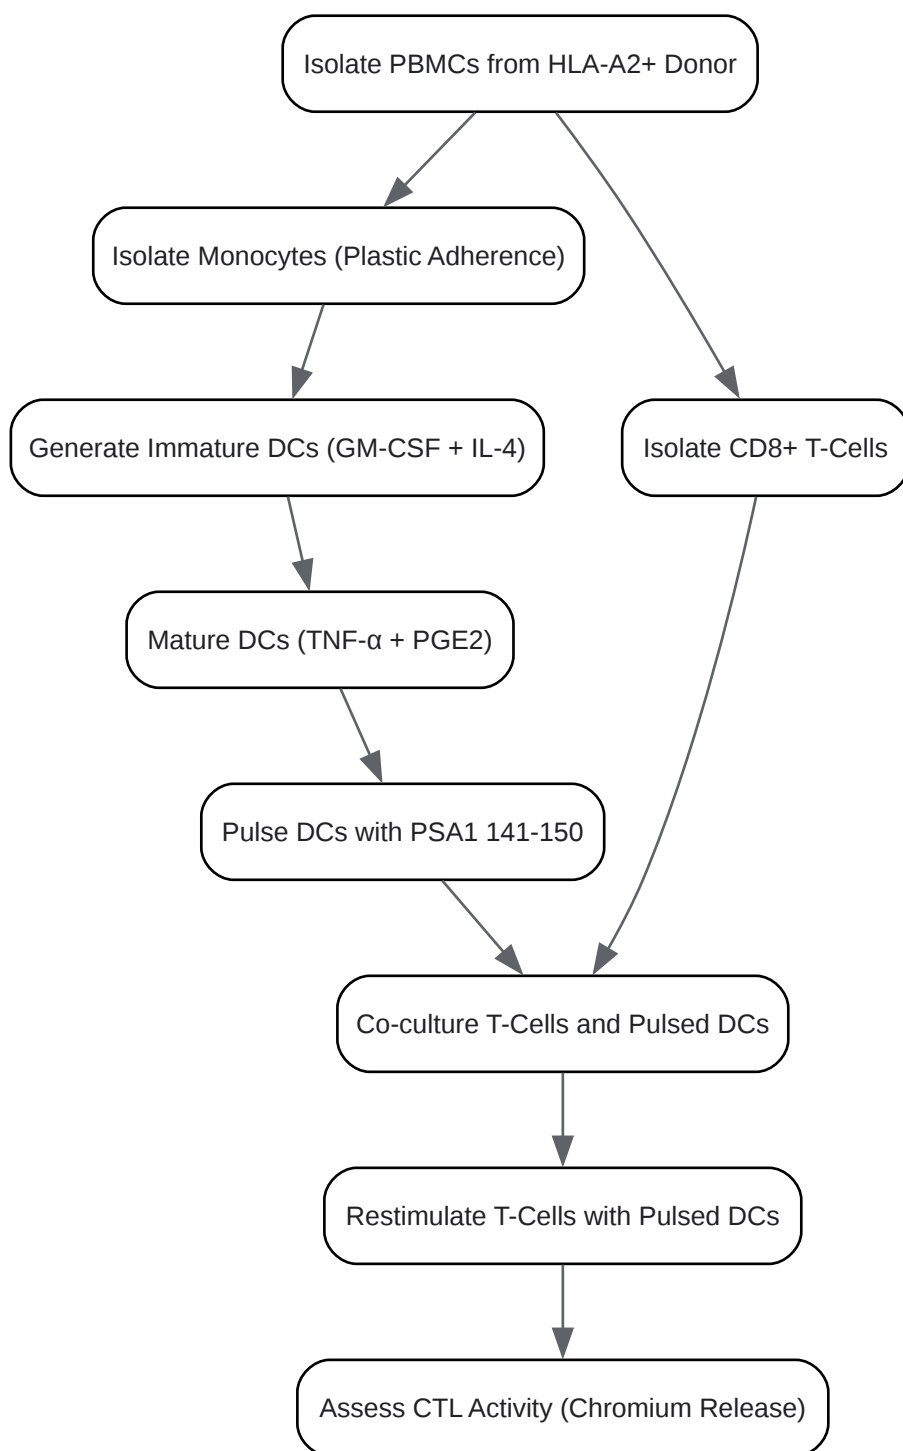 Isolate PBMCs from HLA-A2+ Donor
Isolate Monocytes (Plastic Adherence)
Generate Immature DCs (GM-CSF + IL-4)
Isolate CD8+ T-Cells
Mature DCs (TNF-α + PGE2)
Pulse DCs with PSA1 141-150
Co-culture T-Cells and Pulsed DCs
Restimulate T-Cells with Pulsed DCs
Assess CTL Activity (Chromium Release)